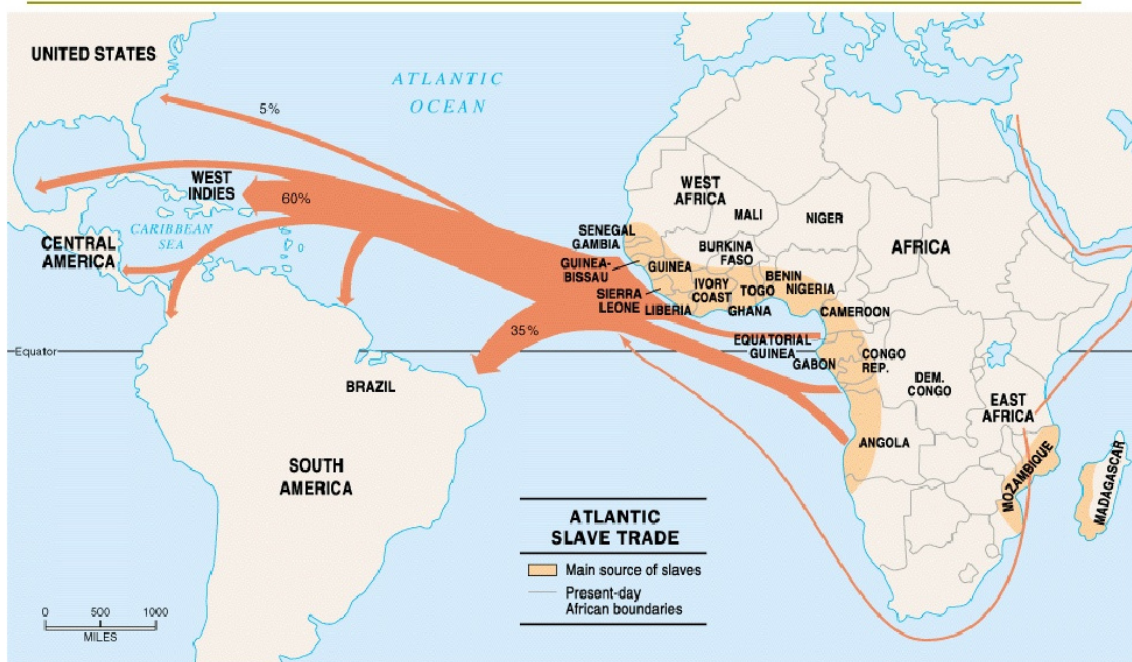 UNITED STATES
ATLANTIC
OCEAN
5%
WEST
INDIES
60%
CARIBBEAN
SEA
CENTRAL
AMERICA
35%
Equator
BRAZIL
SOUTH
AMERICA
WEST
AFRICA
MALI
NIGER
AFRICA
SENEGAL
GAMBIA
GUINEA-
BISSAU
GUINEA
BURKINA
FASO
SIERRA
LEONE
LIBERIA
IVORY
COAST
TOGO
GHANA
BENIN
NIGERIA
CAMEROON
EQUATORIAL
GUINEA
GABON
CONGO
REP.
DEM.
CONGO
EAST
AFRICA
ANGOLA
MOZAMBIQUE
MADAGASCAR
ATLANTIC
SLAVE TRADE
Main source of slaves
Present-day
African boundaries
0 500 1000
MILES